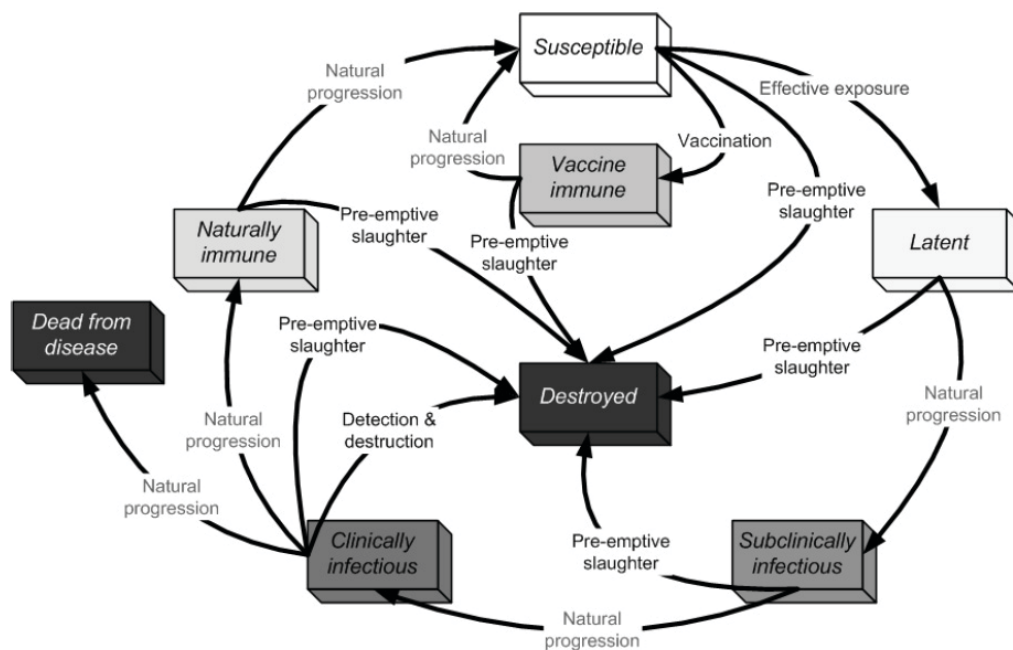 Susceptible
Natural
progression
Effective exposure
Natural
progression
Vaccination
Vaccine
immune
Pre-emptive
slaughter
Naturally
immune
Pre-emptive
slaughter
Pre-emptive
slaughter
Latent
Dead from
disease
Pre-emptive
slaughter
Pre-emptive
slaughter
Destroyed
Natural
progression
Detection &
destruction
Natural
progression
Natural
progression
Clinically
infectious
Pre-emptive
slaughter
Subclinically
infectious
Natural
progression